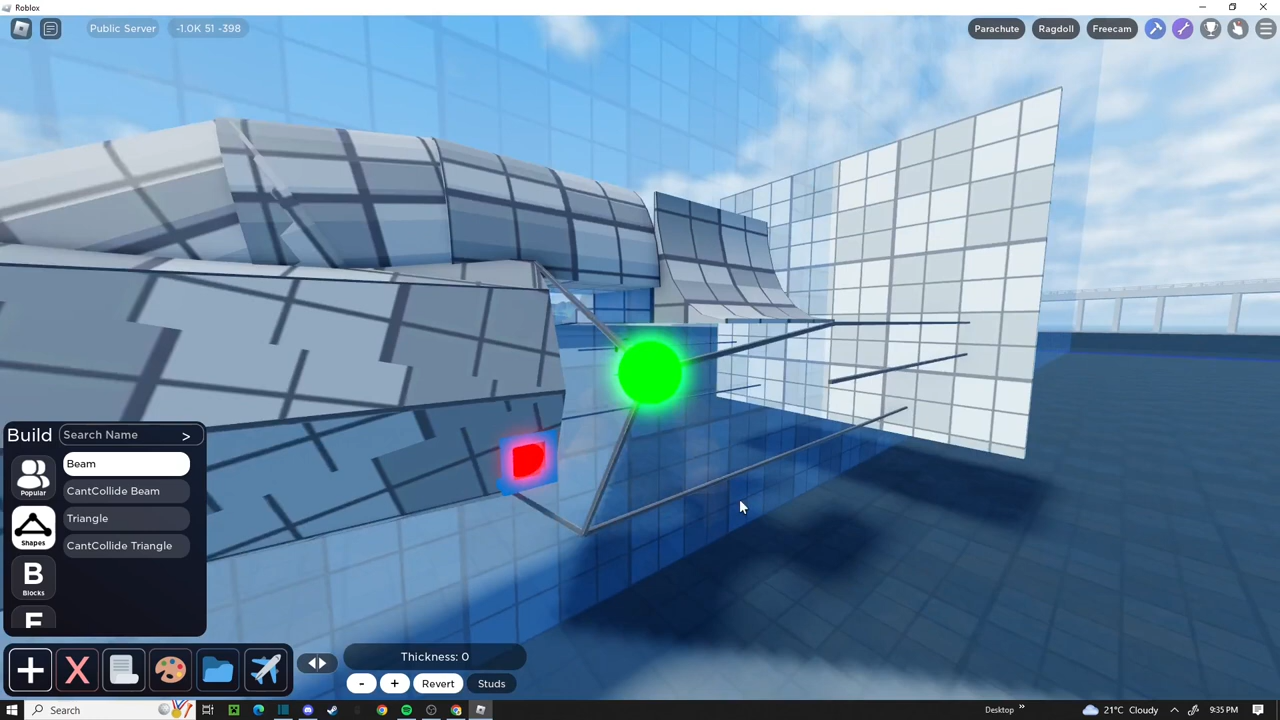 Roblox
Public Server
-1.0K 51 -398
Parachute
Ragdoll
Freecam
Build
Search Name
>
Popular
Beam
CantCollide Beam
Shapes
Triangle
CantCollide Triangle
B
Blocks
Thickness: 0
-
+
Revert
Studs
Search
Desktop
21°C Cloudy
9:35 PM